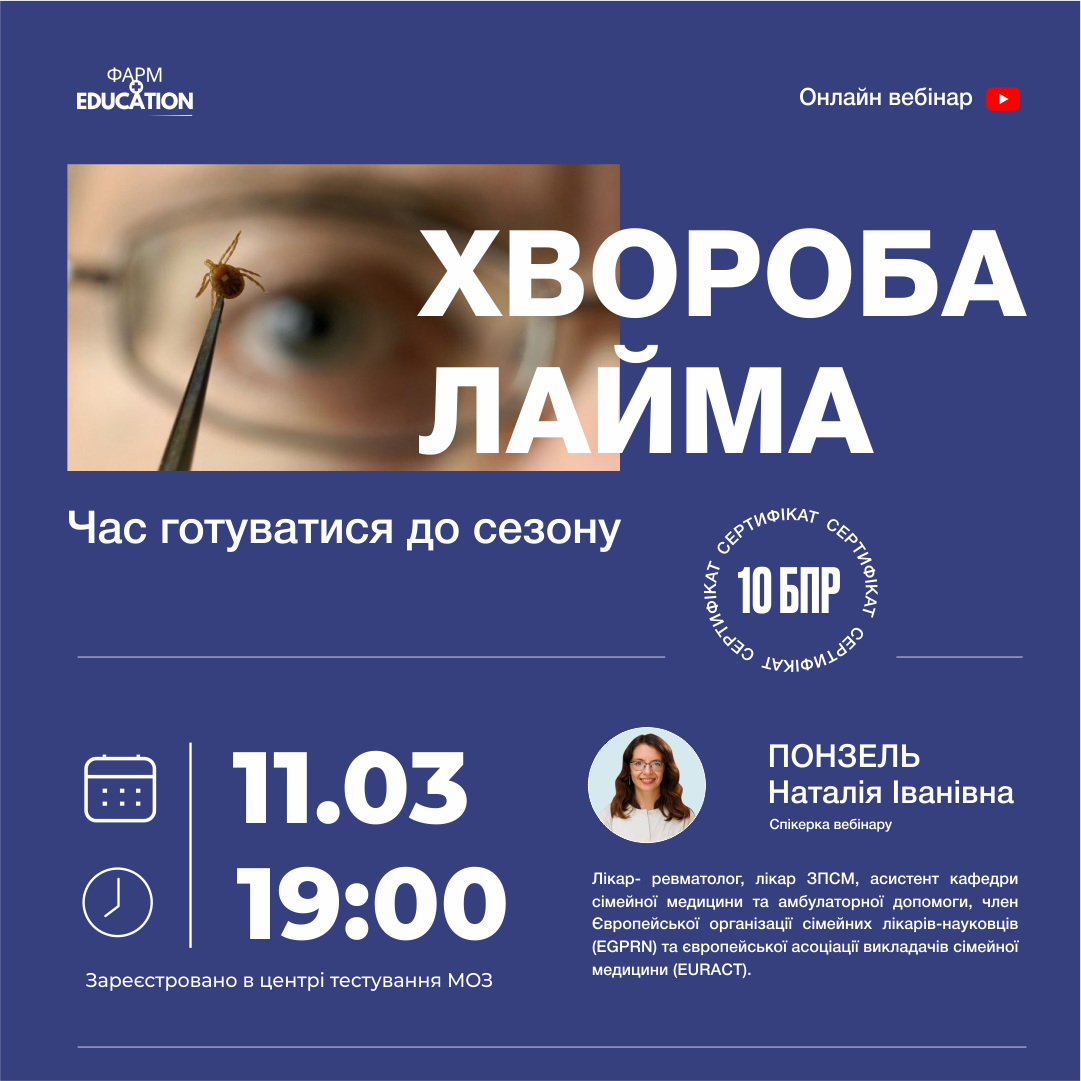 ФАРМ
EDUCATION
Онлайн вебінар
ХВОРОБА
ЛАЙМА
Час готуватися до сезону
СЕРТИФІКАТ СЕРТИФІКАТ СЕРТИФІКАТ СЕРТИФІКАТ
10 БПР
11.03
19:00
Зареєстровано в центрі тестування МОЗ
ПОНЗЕЛЬ
Наталія Іванівна
Спікерка вебінару
Лікар- ревматолог, лікар ЗПСМ, асистент кафедри
сімейної медицини та амбулаторної допомоги, член
Європейської організації сімейних лікарів-науковців
(EGPRN) та європейської асоціації викладачів сімейної
медицини (EURACT).